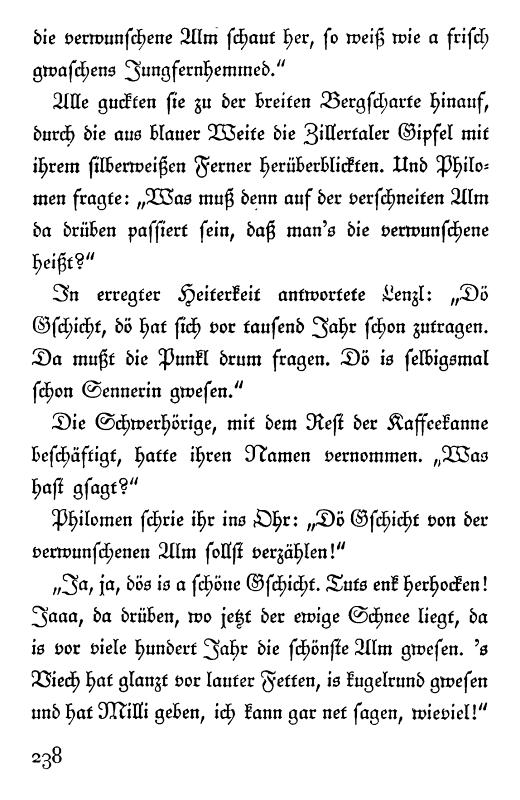 die verwunschene Alm schaut her, so weiß wie a frisch
gwaschens Jungfernhemmed.“
Alle guckten sie zu der breiten Bergscharte hinauf,
durch die aus blauer Weite die Zillertaler Gipfel mit
ihrem silberweißen Ferner herüberblickten. Und Philo-
men fragte: „Was muß denn auf der verschneiten Alm
da drüben passiert sein, daß man's die verwunschene
heißt?“
In erregter Heiterkeit antwortete Lenzl: „Dö
Gschicht, dö hat sich vor tausend Jahr schon zutragen.
Da mußt die Punkl drum fragen. Dö is selbigsmal
schon Sennerin gwesen.“
Die Schwerhörige, mit dem Rest der Kaffeekanne
beschäftigt, hatte ihren Namen vernommen. „Was
hast gsagt?“
Philomen schrie ihr ins Ohr: „Dö Gschicht von der
verwunschenen Alm sollst verzählen!“
„Ja, ja, dös is a schöne Gschicht. Tuts enk herhocken!
Jaaa, da drüben, wo jetzt der ewige Schnee liegt, da
is vor viele hundert Jahr die schönste Alm gwesen. 's
Viech hat glanzt vor lauter Fetten, is kugelrund gwesen
und hat Milli geben, ich kann gar net sagen, wieviel!“
238